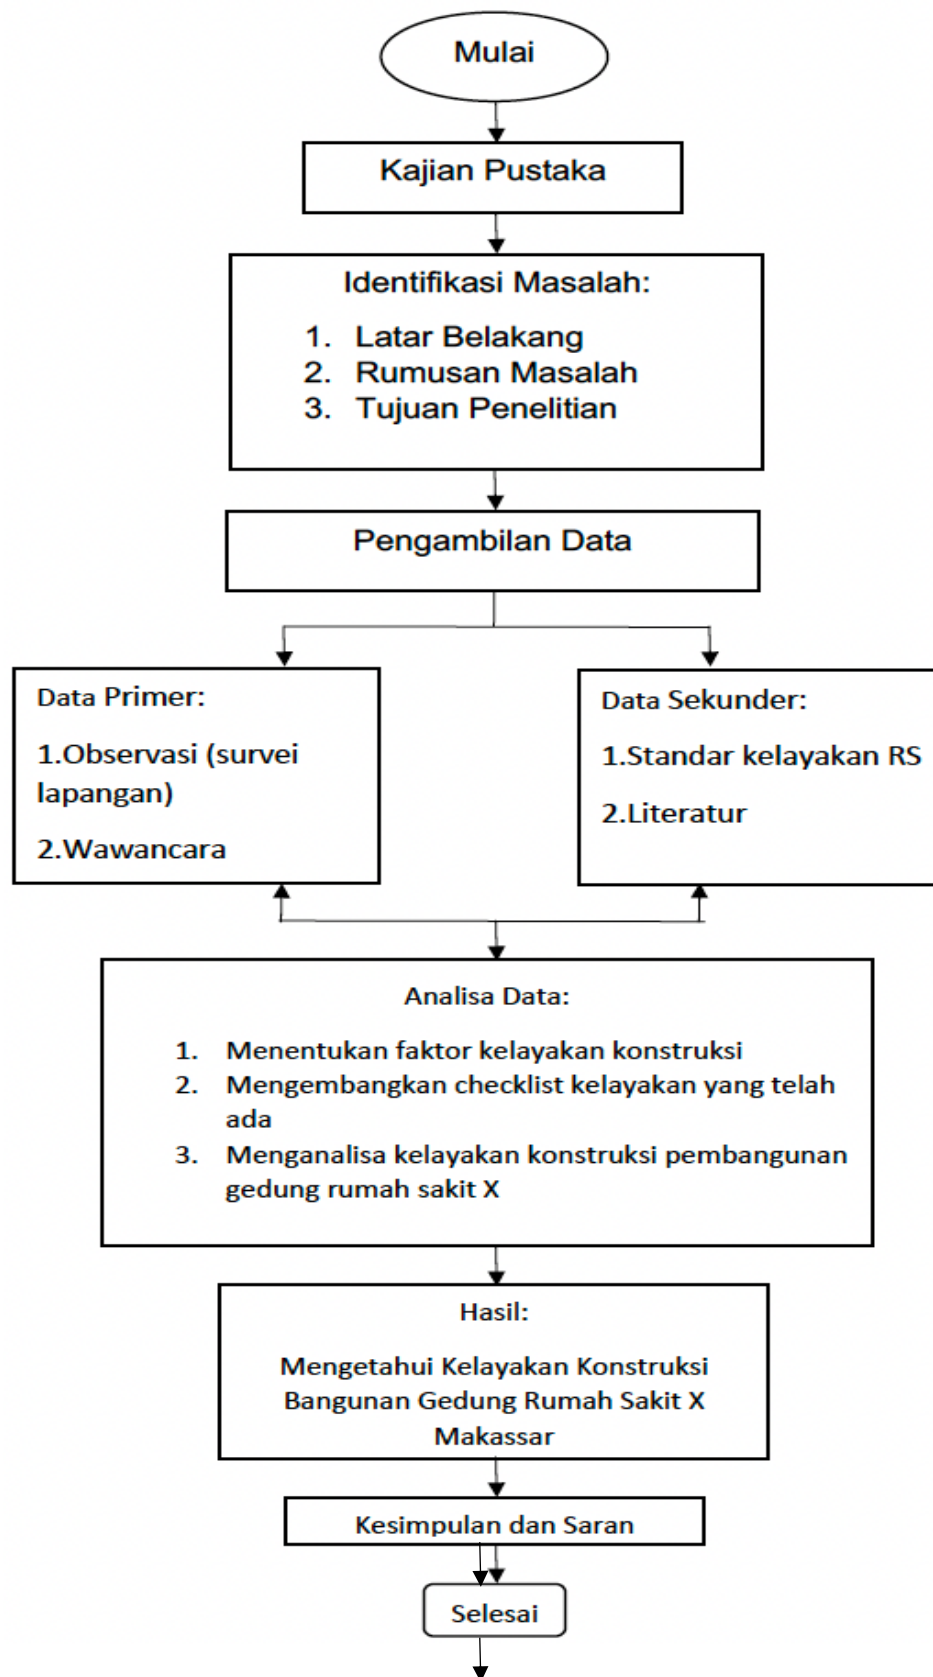 Mulai
Kajian Pustaka
Identifikasi Masalah:
1. Latar Belakang
2. Rumusan Masalah
3. Tujuan Penelitian
Pengambilan Data
Data Primer:
1.Observasi (survei
lapangan)
2.Wawancara
Data Sekunder:
1.Standar kelayakan RS
2.Literatur
Analisa Data:
1. Menentukan faktor kelayakan konstruksi
2. Mengembangkan checklist kelayakan yang telah
ada
3. Menganalisa kelayakan konstruksi pembangunan
gedung rumah sakit X
Hasil:
Mengetahui Kelayakan Konstruksi
Bangunan Gedung Rumah Sakit X
Makassar
Kesimpulan dan Saran
Selesai